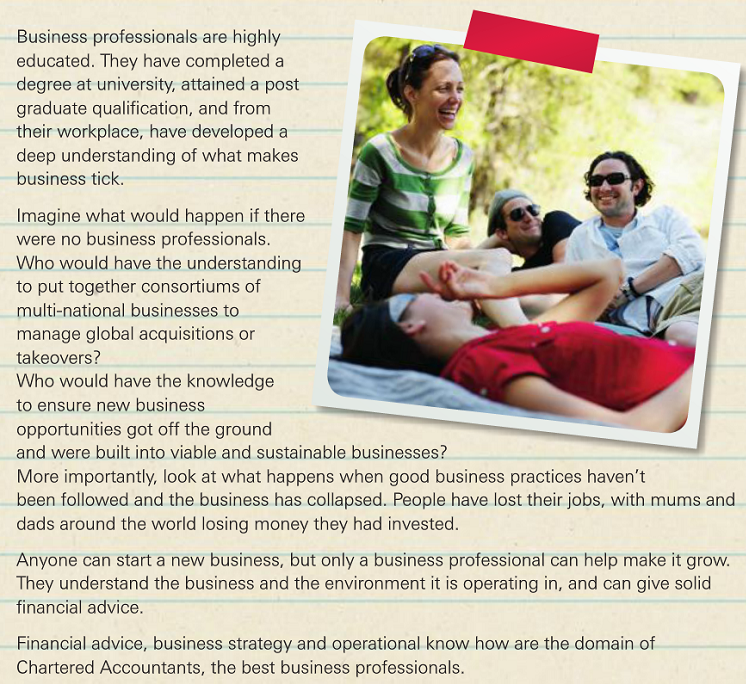 Business professionals are highly
educated. They have completed a
degree at university, attained a post
graduate qualification, and from
their workplace, have developed a
deep understanding of what makes
business tick.
Imagine what would happen if there
were no business professionals.
Who would have the understanding
to put together consortiums of
multi-national businesses to
manage global acquisitions or
takeovers?
Who would have the knowledge
to ensure new business
opportunities got off the ground
and were built into viable and sustainable businesses?
More importantly, look at what happens when good business practices haven't
been followed and the business has collapsed. People have lost their jobs, with mums and
dads around the world losing money they had invested.
Anyone can start a new business, but only a business professional can help make it grow.
They understand the business and the environment it is operating in, and can give solid
financial advice.
Financial advice, business strategy and operational know how are the domain of
Chartered Accountants, the best business professionals.